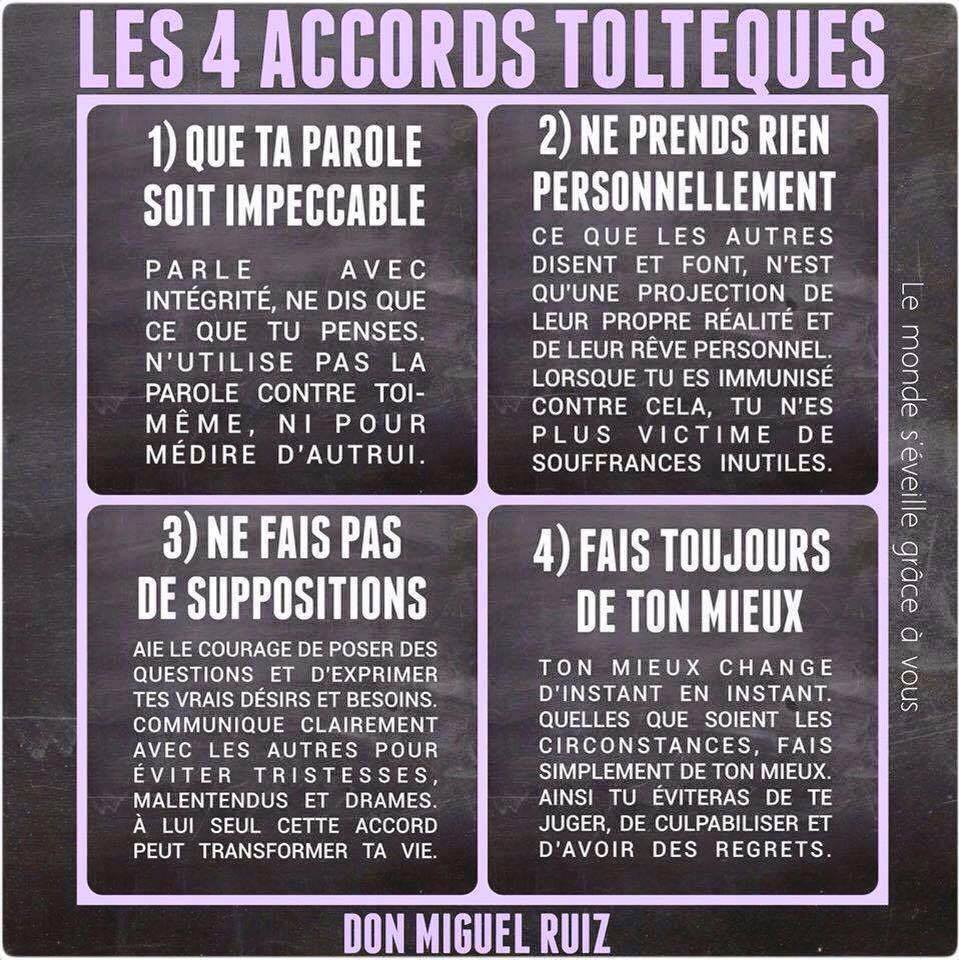 LES 4 ACCORDS TOLTEQUES
1) QUE TA PAROLE
SOIT IMPECCABLE
PARLE AVEC
INTÉGRITÉ, NE DIS QUE
CE QUE TU PENSES.
N'UTILISE PAS LA
PAROLE CONTRE TOI-
MÊME, NI POUR
MÉDIRE D'AUTRUI.
2) NE PRENDS RIEN
PERSONNELLEMENT
CE QUE LES AUTRES
DISENT ET FONT, N'EST
QU'UNE PROJECTION DE
LEUR PROPRE RÉALITÉ ET
DE LEUR RÊVE PERSONNEL.
LORSQUE TU ES IMMUNISÉ
CONTRE CELA, TU N'ES
PLUS VICTIME DE
SOUFFRANCES INUTILES.
3) NE FAIS PAS
DE SUPPOSITIONS
AIE LE COURAGE DE POSER DES
QUESTIONS ET D'EXPRIMER
TES VRAIS DÉSIRS ET BESOINS.
COMMUNIQUE CLAIREMENT
AVEC LES AUTRES POUR
ÉVITER TRISTESSES,
MALENTENDUS ET DRAMES.
À LUI SEUL CETTE ACCORD
PEUT TRANSFORMER TA VIE.
4) FAIS TOUJOURS
DE TON MIEUX
TON MIEUX CHANGE
D'INSTANT EN INSTANT.
QUELLES QUE SOIENT LES
CIRCONSTANCES, FAIS
SIMPLEMENT DE TON MIEUX.
AINSI TU ÉVITERAS DE TE
JUGER, DE CULPABILISER ET
D'AVOIR DES REGRETS.
Le monde s'éveille grâce à vous
DON MIGUEL RUIZ